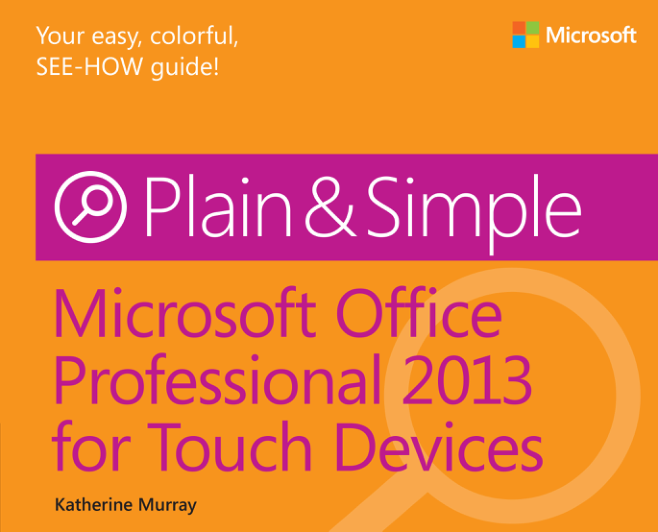 Your easy, colorful,
SEE-HOW guide!
Microsoft
Plain & Simple
Microsoft Office
Professional 2013
for Touch Devices
Katherine Murray